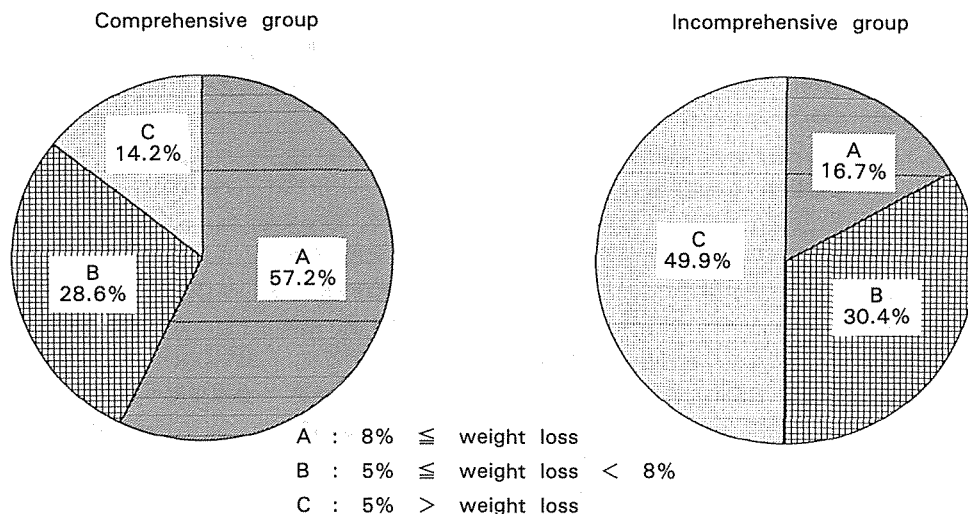 Comprehensive group
Incomprehensive group
C
14.2%
A
57.2%
B
28.6%
A
16.7%
C
49.9%
B
30.4%
A : 8% ≦ weight loss
B : 5% ≦ weight loss < 8%
C : 5% > weight loss